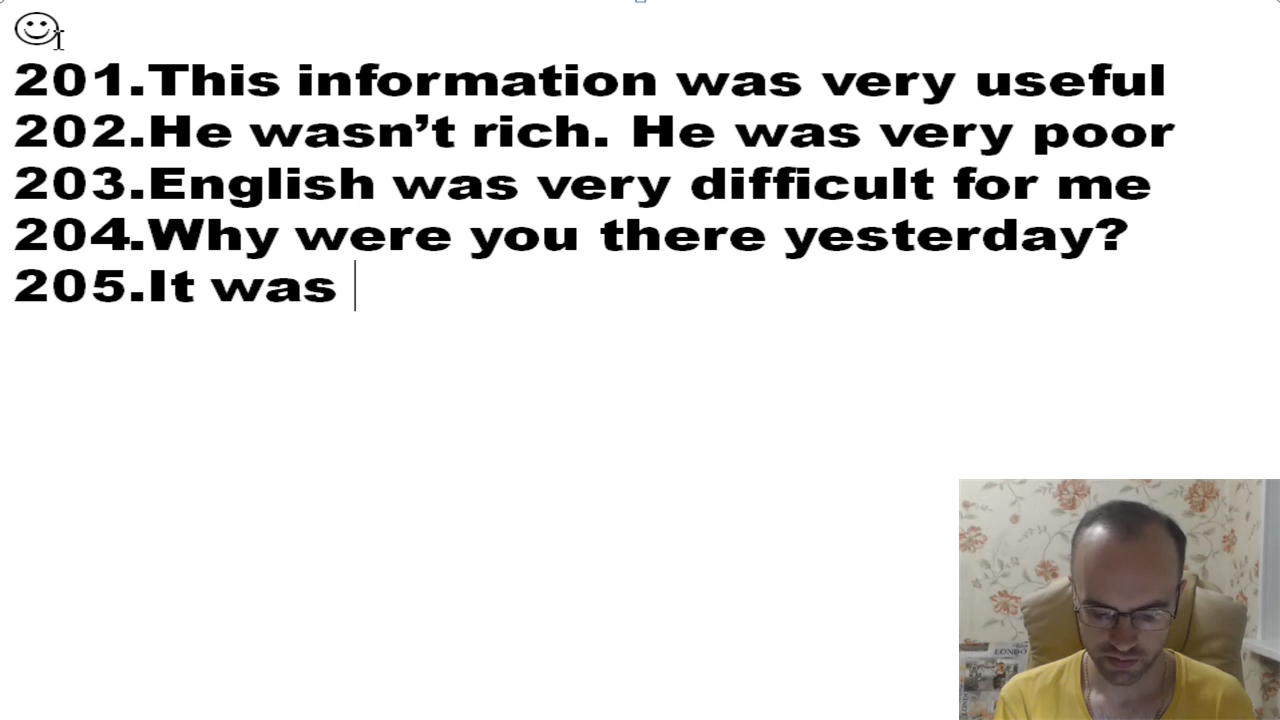 201.This information was very useful
202.He wasn’t rich. He was very poor
203.English was very difficult for me
204.Why were you there yesterday?
205.It was
LONDO